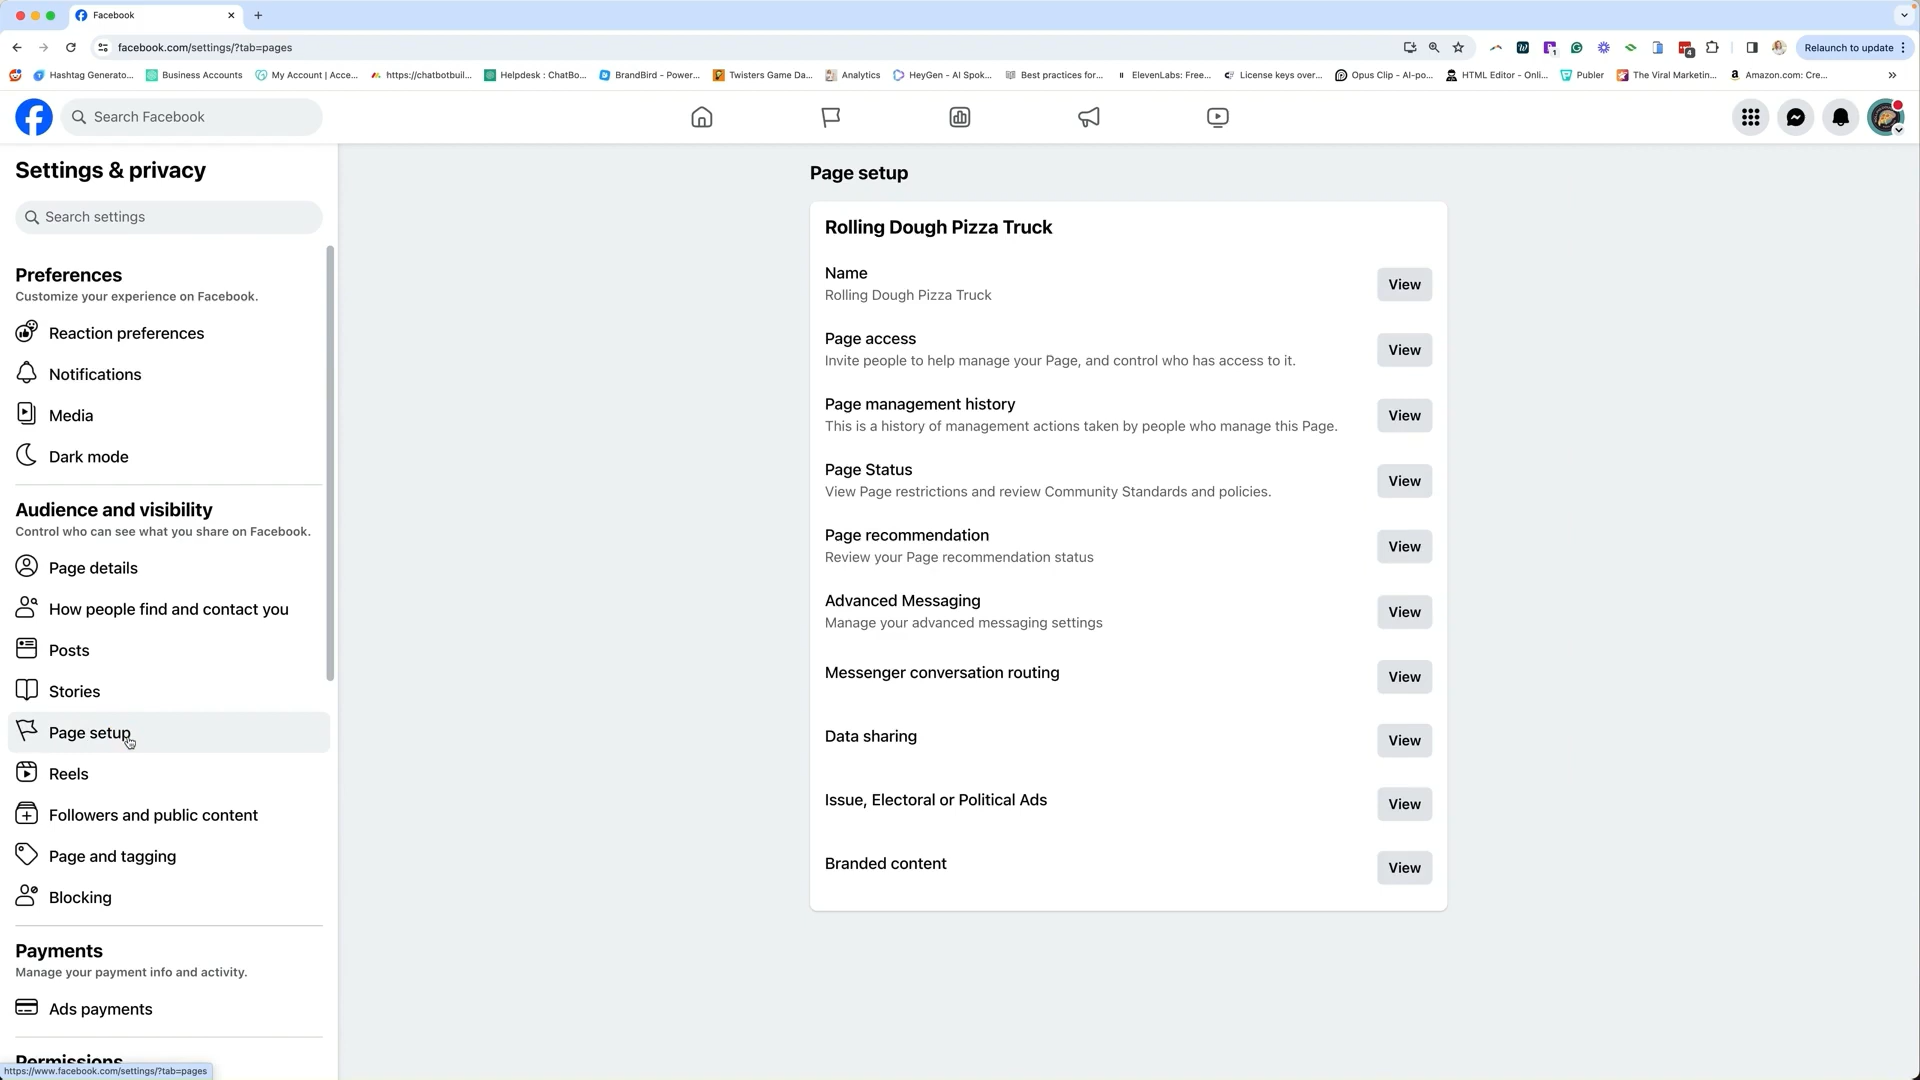 Facebook
facebook.com/settings/?tab=pages
Relaunch to update
Hashtag Generato...
Business Accounts
My Account | Acce...
https://chatbotbuil...
Helpdesk : ChatBo...
BrandBird - Power...
Twisters Game Da...
Analytics
HeyGen - AI Spok...
Best practices for...
ElevenLabs: Free...
License keys over...
Opus Clip - AI-po...
HTML Editor - Onli...
Publer
The Viral Marketin...
Amazon.com: Cre...
Search Facebook
Settings & privacy
Search settings
Preferences
Customize your experience on Facebook.
Reaction preferences
Notifications
Media
Dark mode
Audience and visibility
Control who can see what you share on Facebook.
Page details
How people find and contact you
Posts
Stories
Page setup
Reels
Followers and public content
Page and tagging
Blocking
Payments
Manage your payment info and activity.
Ads payments
Permissions
https://www.facebook.com/settings/?tab=pages
Page setup
Rolling Dough Pizza Truck
Name
Rolling Dough Pizza Truck
View
Page access
Invite people to help manage your Page, and control who has access to it.
View
Page management history
This is a history of management actions taken by people who manage this Page.
View
Page Status
View Page restrictions and review Community Standards and policies.
View
Page recommendation
Review your Page recommendation status
View
Advanced Messaging
Manage your advanced messaging settings
View
Messenger conversation routing
View
Data sharing
View
Issue, Electoral or Political Ads
View
Branded content
View